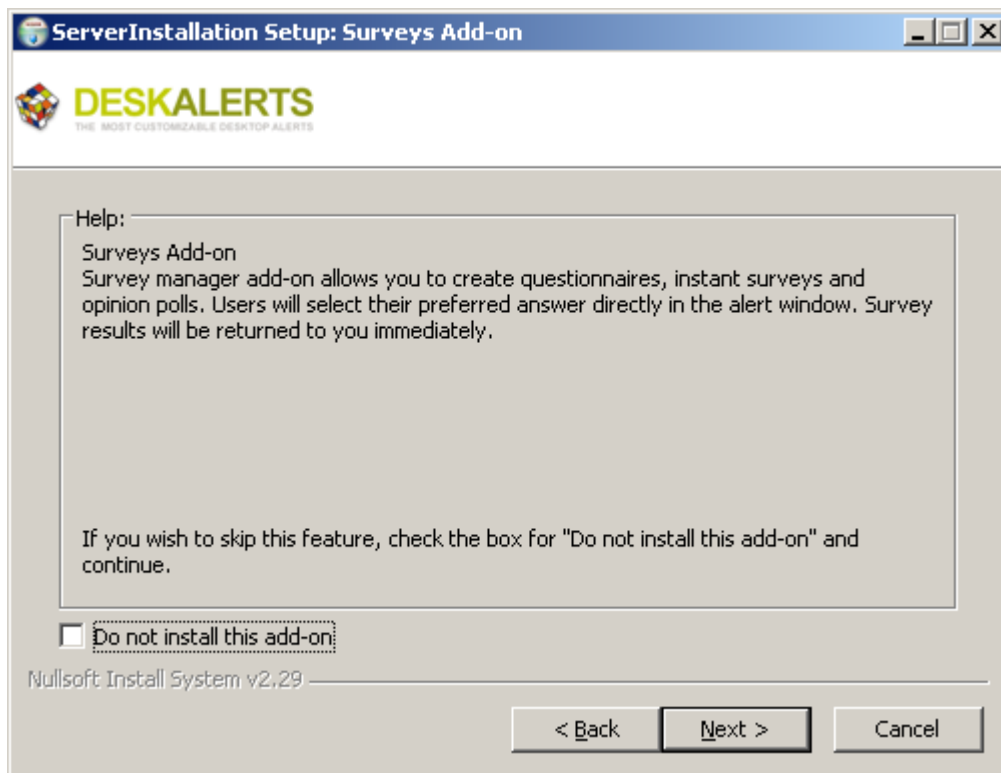 ServerInstallation Setup: Surveys Add-on
DESKALERTS
THE MOST CUSTOMIZABLE DESKTOP ALERTS
Help:
Surveys Add-on
Survey manager add-on allows you to create questionnaires, instant surveys and
opinion polls. Users will select their preferred answer directly in the alert window. Survey
results will be returned to you immediately.
If you wish to skip this feature, check the box for "Do not install this add-on" and
continue.
Do not install this add-on
Nullsoft Install System v2.29
< Back
Next >
Cancel